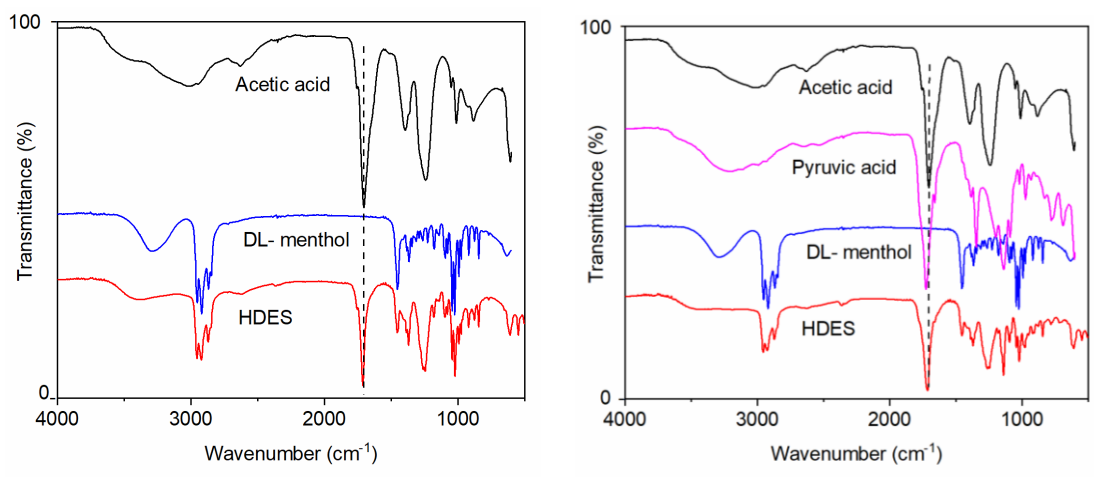 100
Acetic acid
DL- menthol
HDES
0
4000
3000
2000
1000
Wavenumber (cm⁻¹)
Transmittance (%)
100
Acetic acid
Pyruvic acid
DL- menthol
HDES
0
4000
3000
2000
1000
Wavenumber (cm⁻¹)
Transmittance (%)